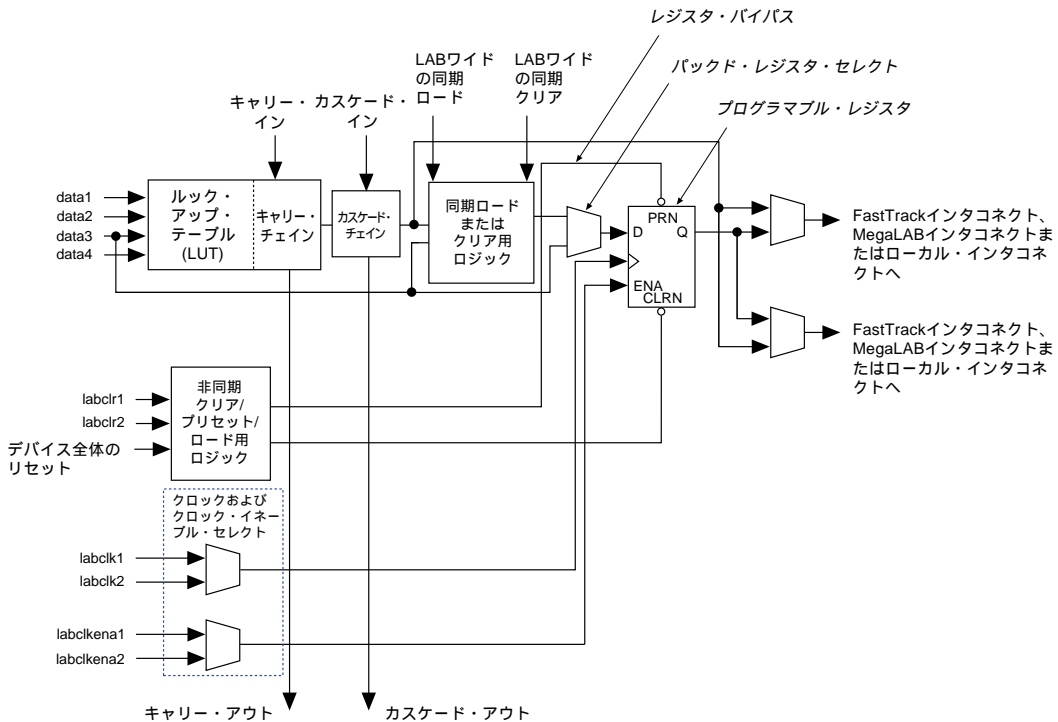 レジスタ・バイパス
LABワイド
の同期
ロード
LABワイド
の同期
クリア
パックド・レジスタ・セレクト
キャリー・
イン
カスケード・
イン
プログラマブル・レジスタ
data1
data2
data3
data4
ルック・
アップ・
テーブル
(LUT)
キャリー・
チェイン
カスケード・
チェイン
同期ロード
または
クリア用
ロジック
PRN
D
Q
ENA
CLRN
FastTrackインタコネクト、
MegaLABインタコネクトま
たはローカル・インタコネ
クトへ
FastTrackインタコネクト、
MegaLABインタコネクトま
たはローカル・インタコネ
クトへ
labclr1
labclr2
デバイス全体の
リセット
非同期
クリア/
プリセット/
ロード用
ロジック
クロックおよび
クロック・イネー
ブル・セレクト
labclk1
labclk2
labclkena1
labclkena2
キャリー・アウト
カスケード・アウト